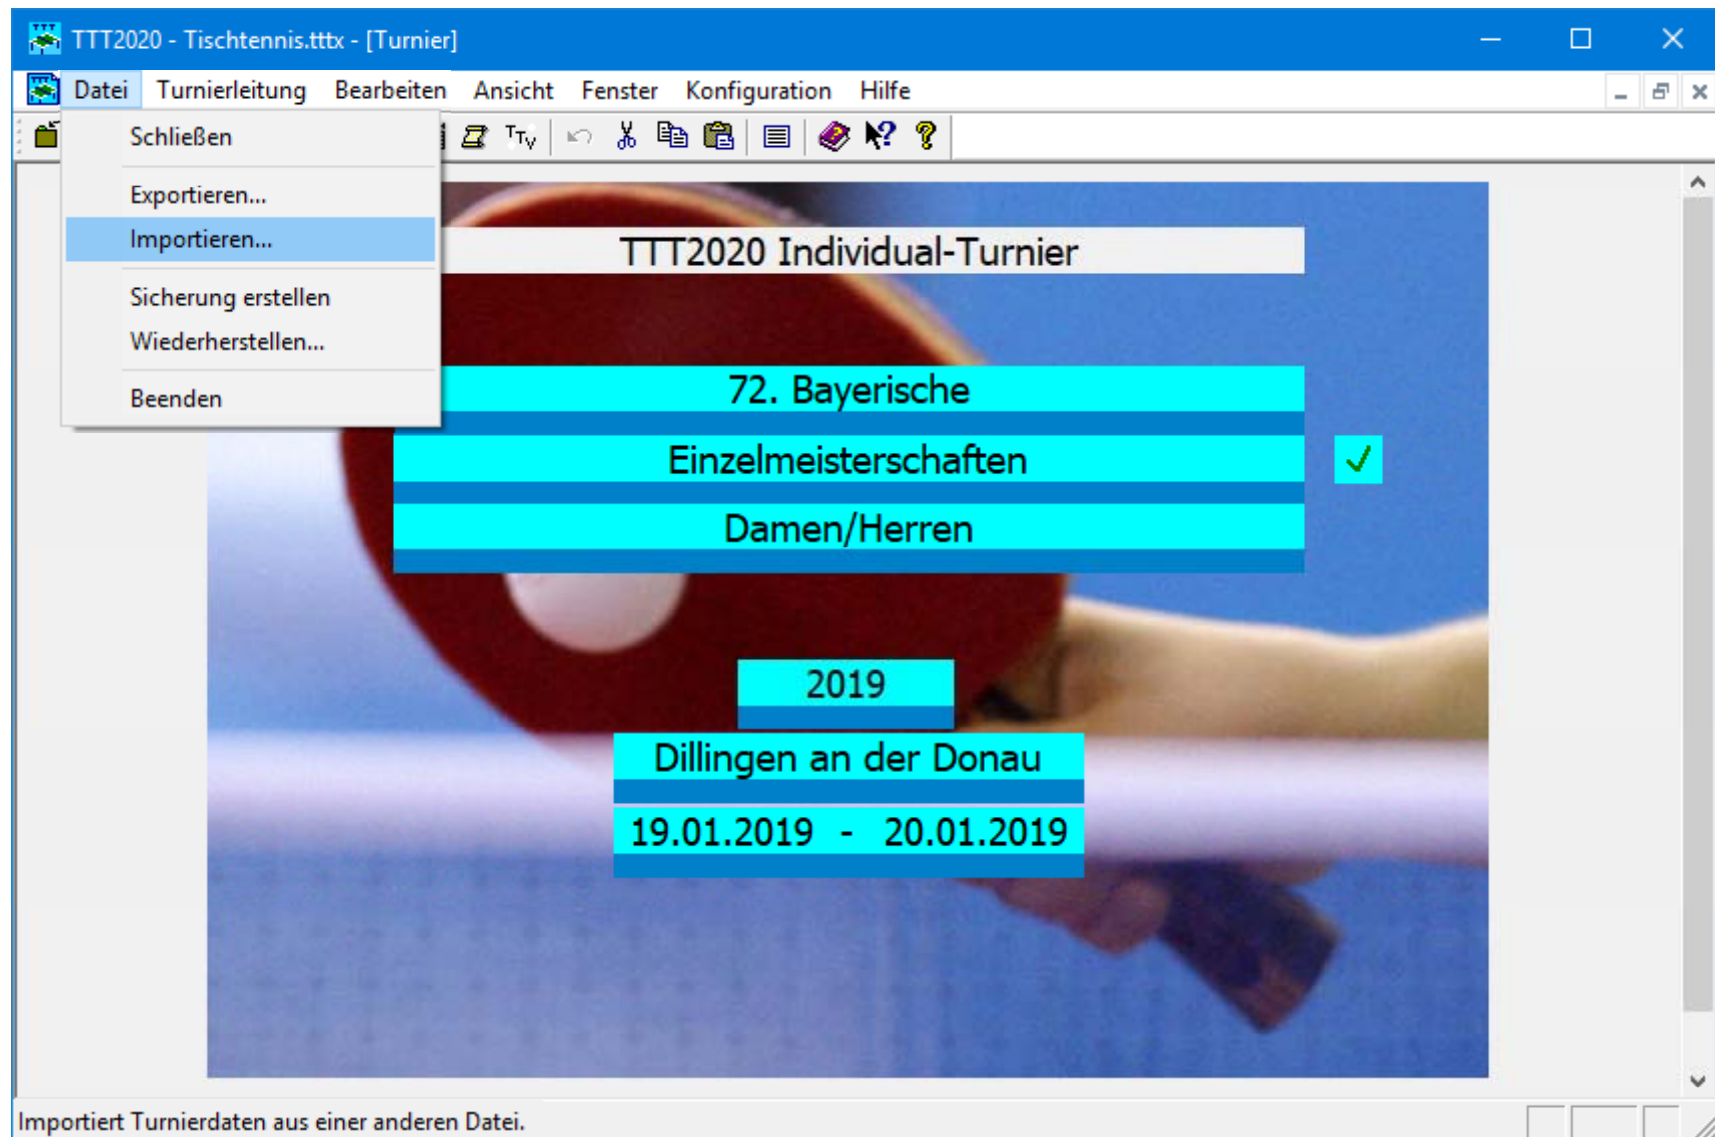 TTT2020 - Tischtennis.tttx - [Turnier]
Datei Turnierleitung Bearbeiten Ansicht Fenster Konfiguration Hilfe
Schließen
Exportieren...
Importieren...
Sicherung erstellen
Wiederherstellen...
Beenden
TTT2020 Individual-Turnier
72. Bayerische
Einzelmeisterschaften
Damen/Herren
2019
Dillingen an der Donau
19.01.2019 - 20.01.2019
Importiert Turnierdaten aus einer anderen Datei.